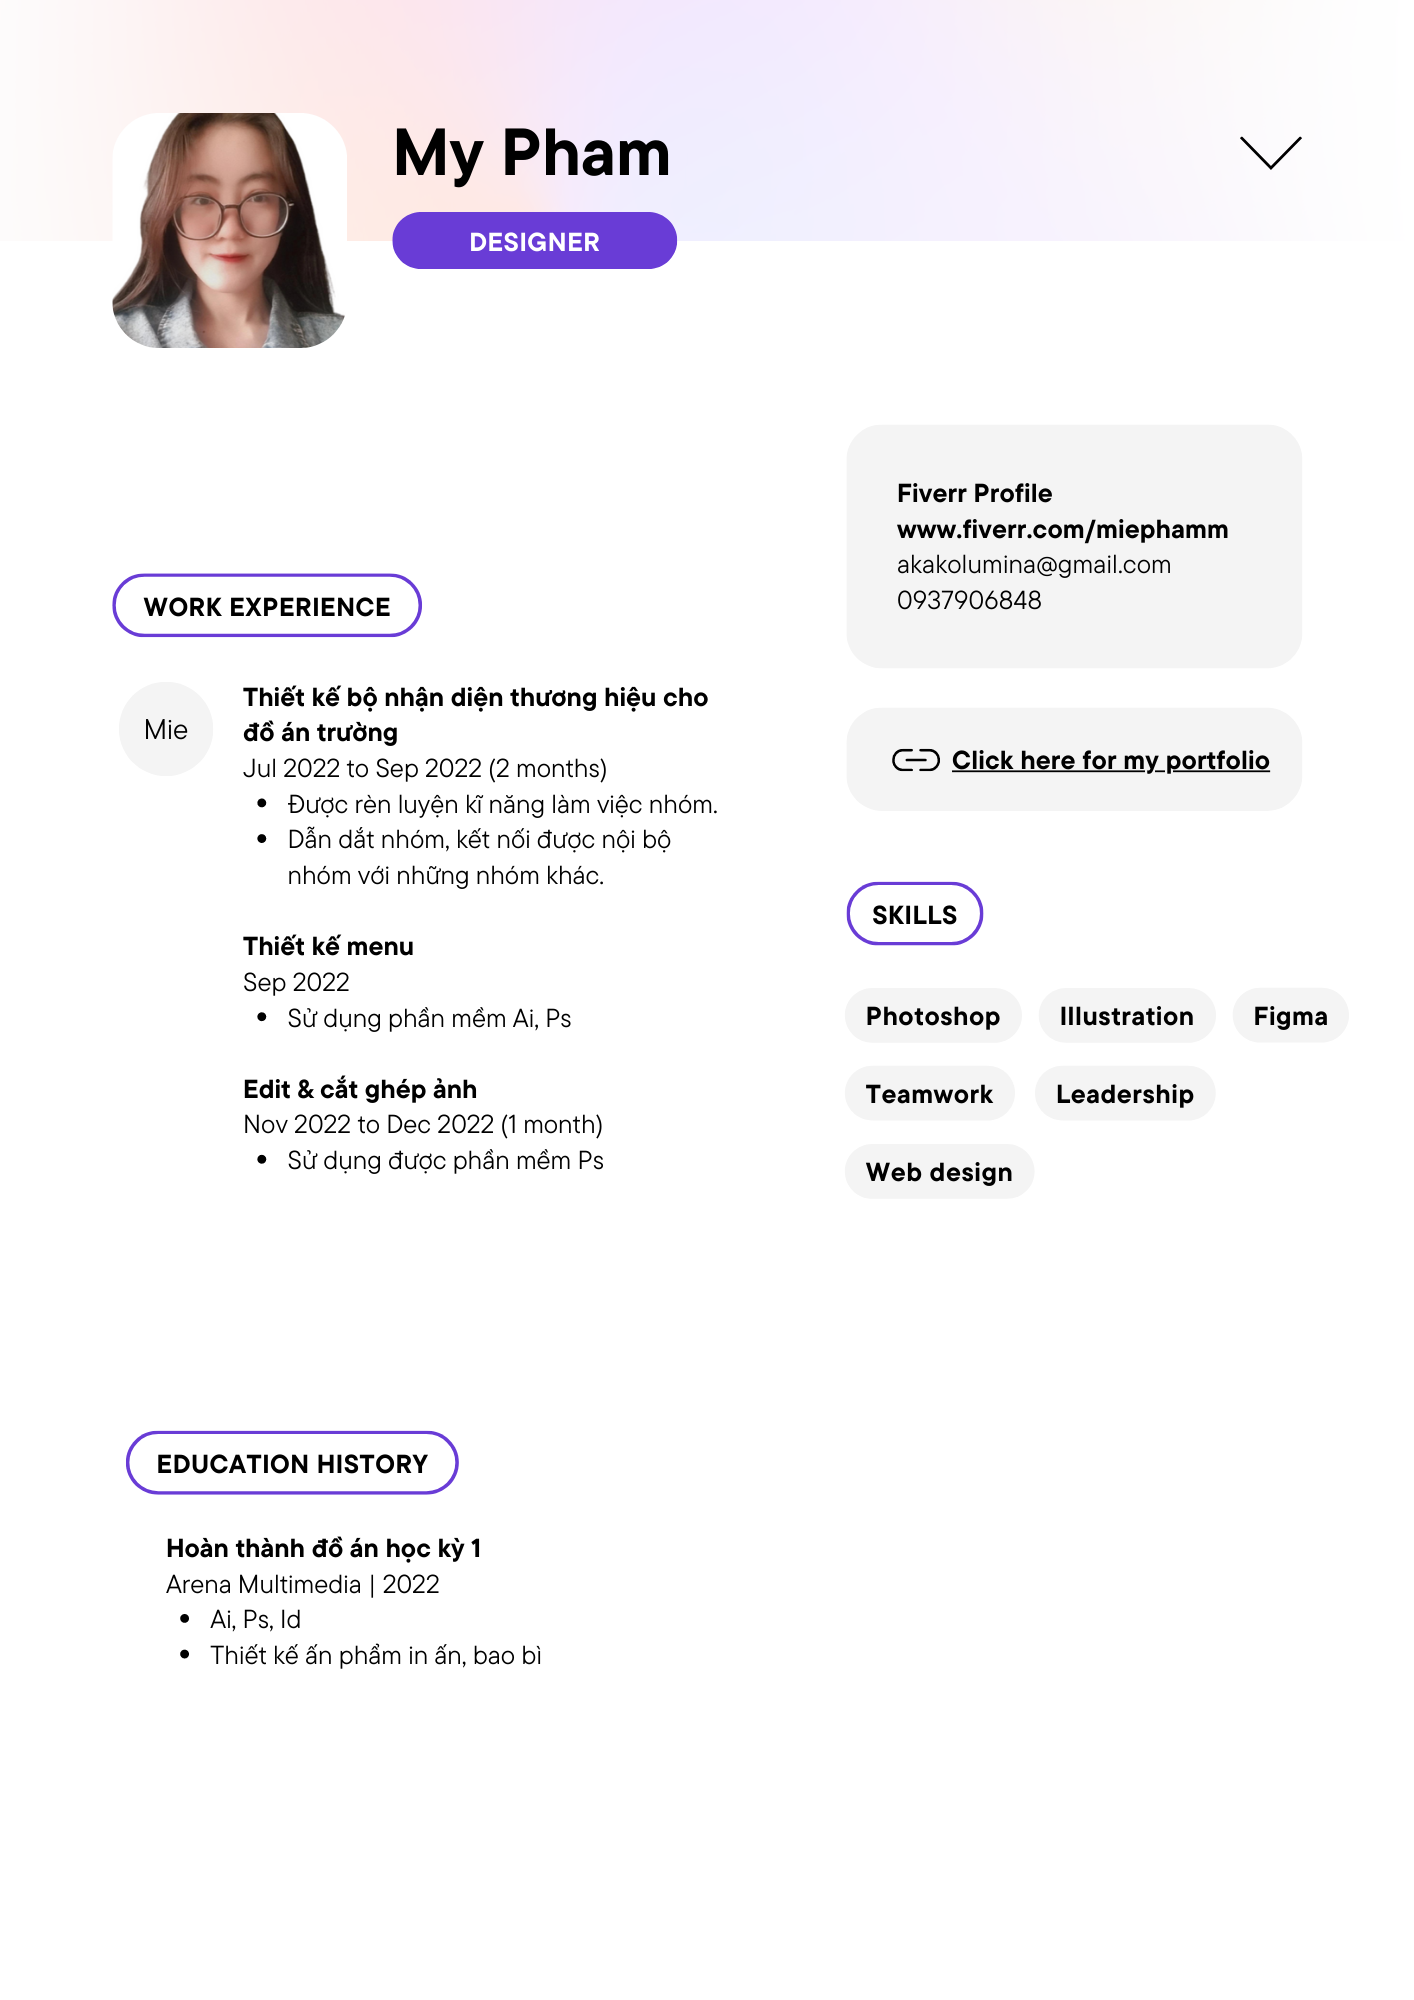 My Pham
DESIGNER
Fiverr Profile
www.fiverr.com/miephamm
akakolumina@gmail.com
0937906848
Click here for my portfolio
WORK EXPERIENCE
Mie
Thiết kế bộ nhận diện thương hiệu cho
đồ án trường
Jul 2022 to Sep 2022 (2 months)
• Được rèn luyện kĩ năng làm việc nhóm.
• Dẫn dắt nhóm, kết nối được nội bộ
nhóm với những nhóm khác.
Thiết kế menu
Sep 2022
• Sử dụng phần mềm Ai, Ps
Edit & cắt ghép ảnh
Nov 2022 to Dec 2022 (1 month)
• Sử dụng được phần mềm Ps
SKILLS
Photoshop
Illustration
Figma
Teamwork
Leadership
Web design
EDUCATION HISTORY
Hoàn thành đồ án học kỳ 1
Arena Multimedia | 2022
• Ai, Ps, Id
• Thiết kế ấn phẩm in ấn, bao bì